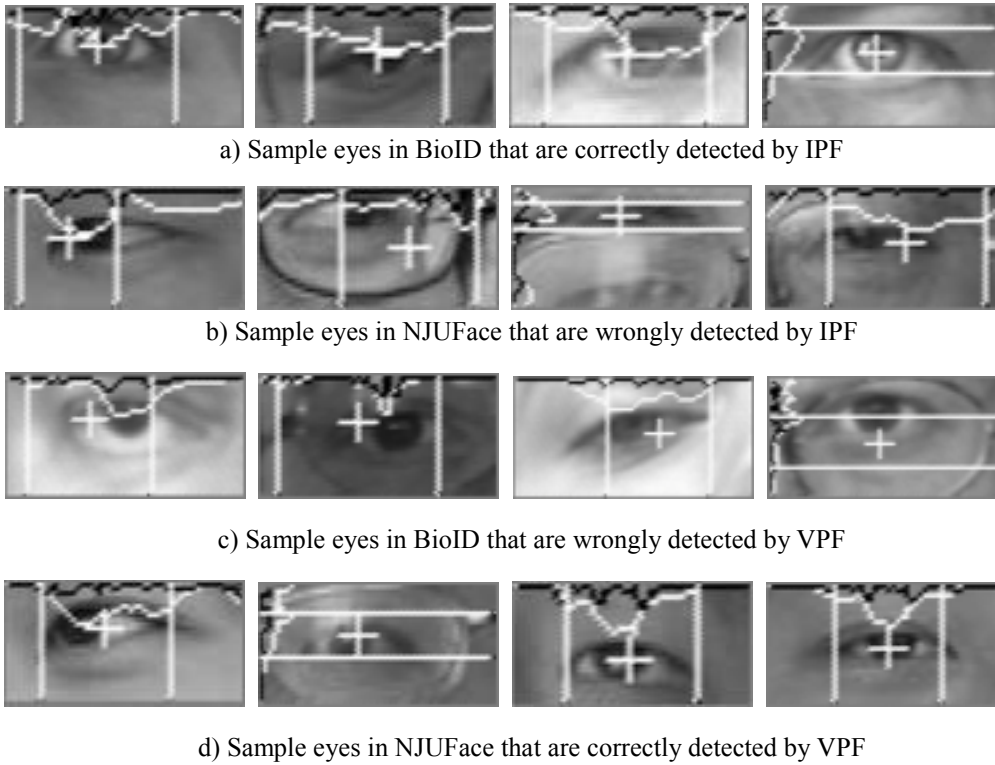 a) Sample eyes in BioID that are correctly detected by IPF
b) Sample eyes in NJUFace that are wrongly detected by IPF
c) Sample eyes in BioID that are wrongly detected by VPF
d) Sample eyes in NJUFace that are correctly detected by VPF